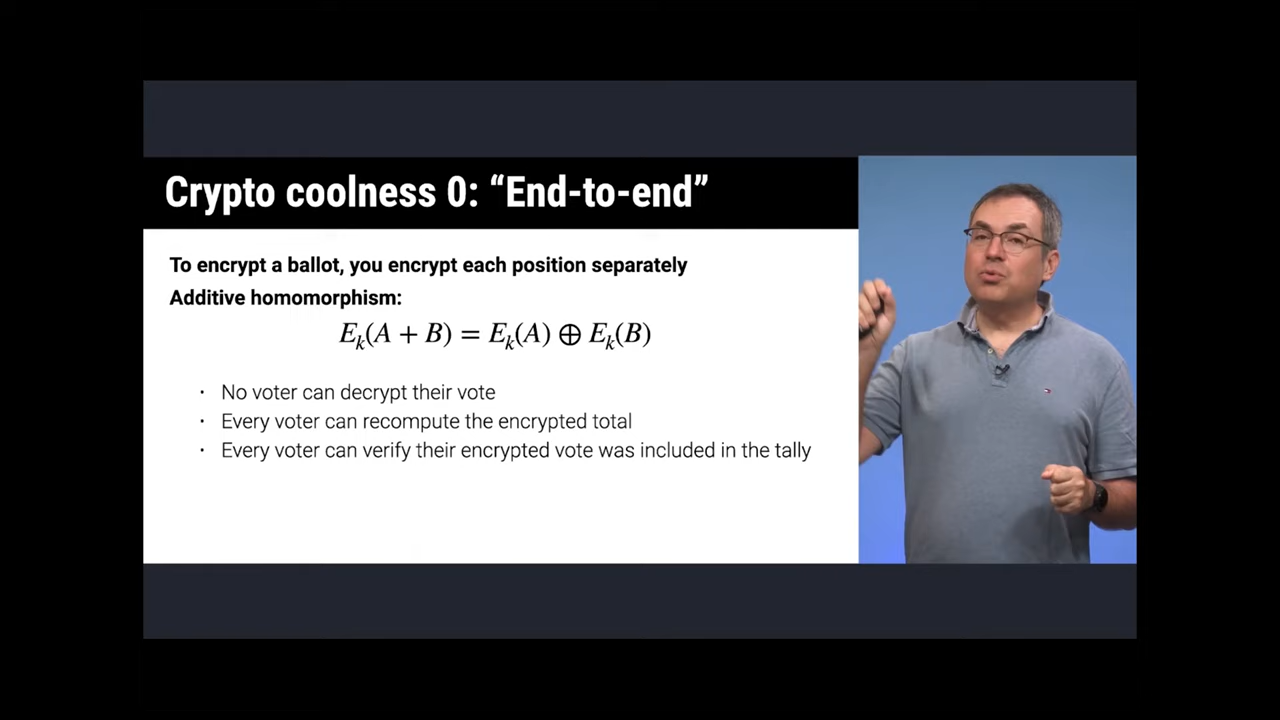 Crypto coolness 0: “End-to-end”
To encrypt a ballot, you encrypt each position separately
Additive homomorphism:
E_k(A + B) = E_k(A) ⊕ E_k(B)
· No voter can decrypt their vote
· Every voter can recompute the encrypted total
· Every voter can verify their encrypted vote was included in the tally